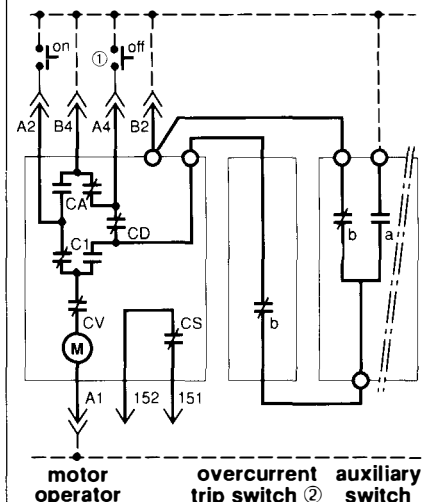 on
① off
A2 B4 A4 B2
CA
CD
C1
b a
b
CV
CS
M
A1 152 151
motor operator
overcurrent trip switch ②
auxiliary switch